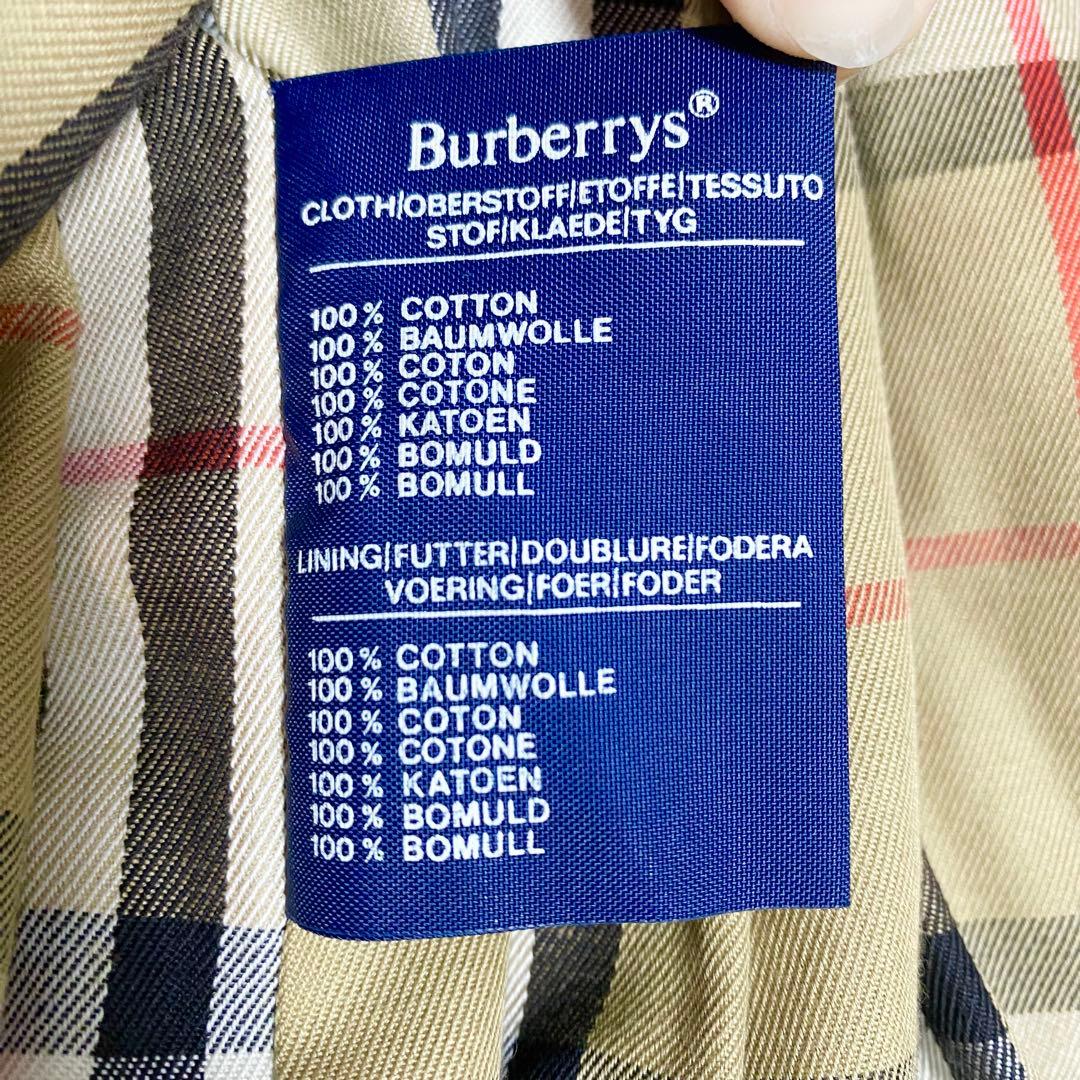 Burberrys®
CLOTH/OBERSTOFF/ETOFFE/TESSUTO
STOF/KLAEDE/TYG
100 % COTTON
100 % BAUMWOLLE
100 % COTON
100 % COTONE
100 % KATOEN
100 % BOMULD
100 % BOMULL
LINING/FUTTER/DOUBLURE/FODERA
VOERING/FOER/FODER
100 % COTTON
100 % BAUMWOLLE
100 % COTON
100 % COTONE
100 % KATOEN
100 % BOMULD
100 % BOMULL